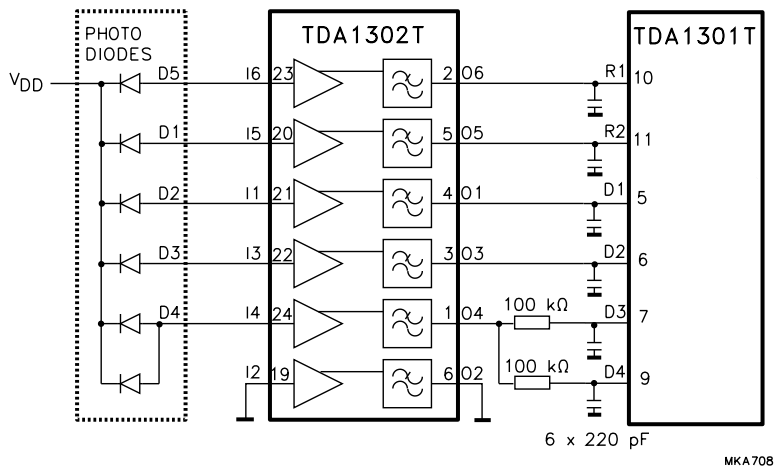 PHOTO
DIODES
TDA1302T
TDA1301T
VDD
D5 I6 23 2 O6 R1 10
D1 I5 20 5 O5 R2 11
D2 I1 21 4 O1 D1 5
D3 I3 22 3 O3 D2 6
D4 I4 24 1 O4 100 kΩ D3 7
I2 19 6 O2 100 kΩ D4 9
6 x 220 pF
MKA708